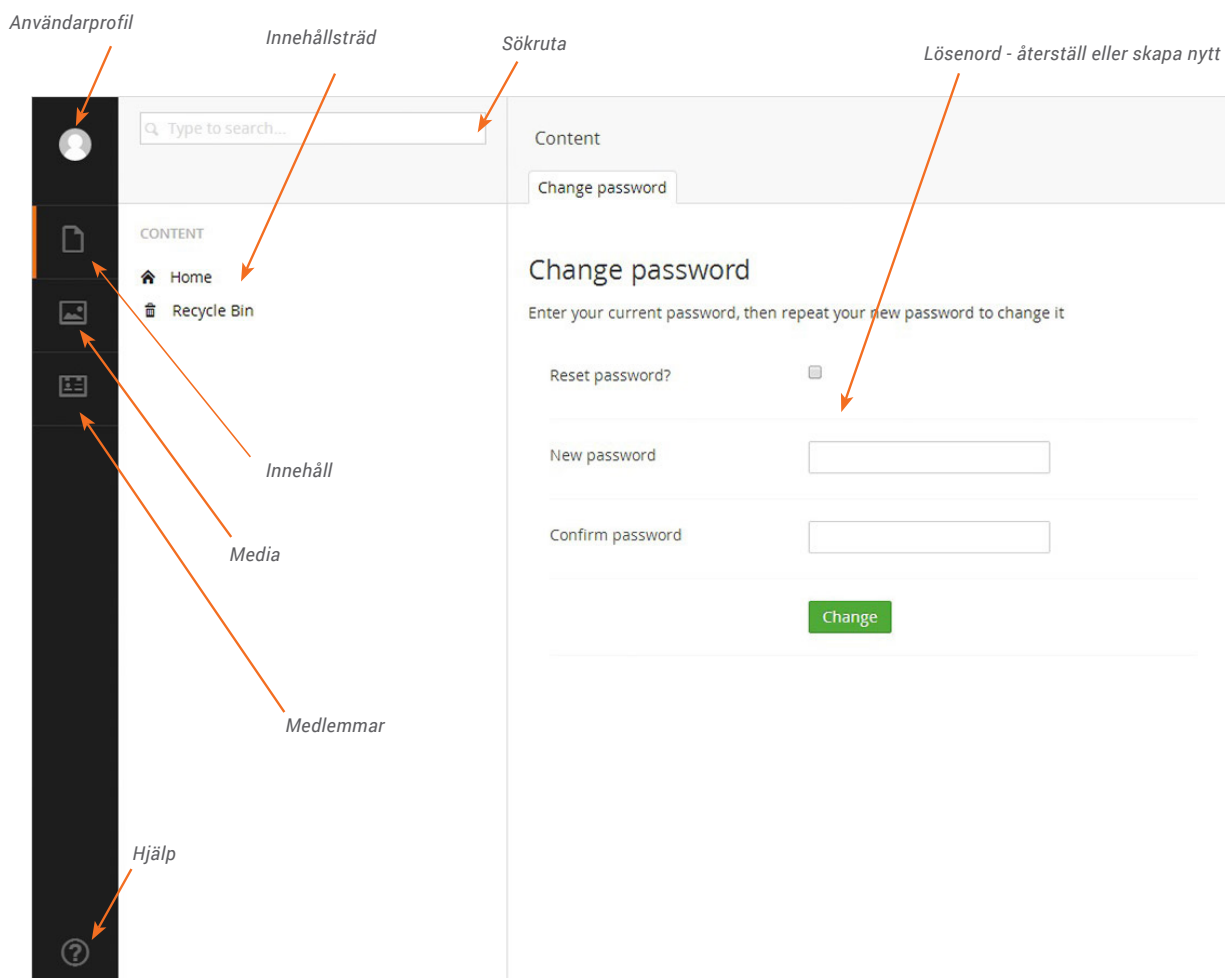 Användarprofil
Innehållsträd
Sökruta
Lösenord - återställ eller skapa nytt
Type to search...
Content
Change password
CONTENT
Home
Recycle Bin
Change password
Enter your current password, then repeat your new password to change it
Reset password?
New password
Confirm password
Change
Innehåll
Media
Medlemmar
Hjälp
?